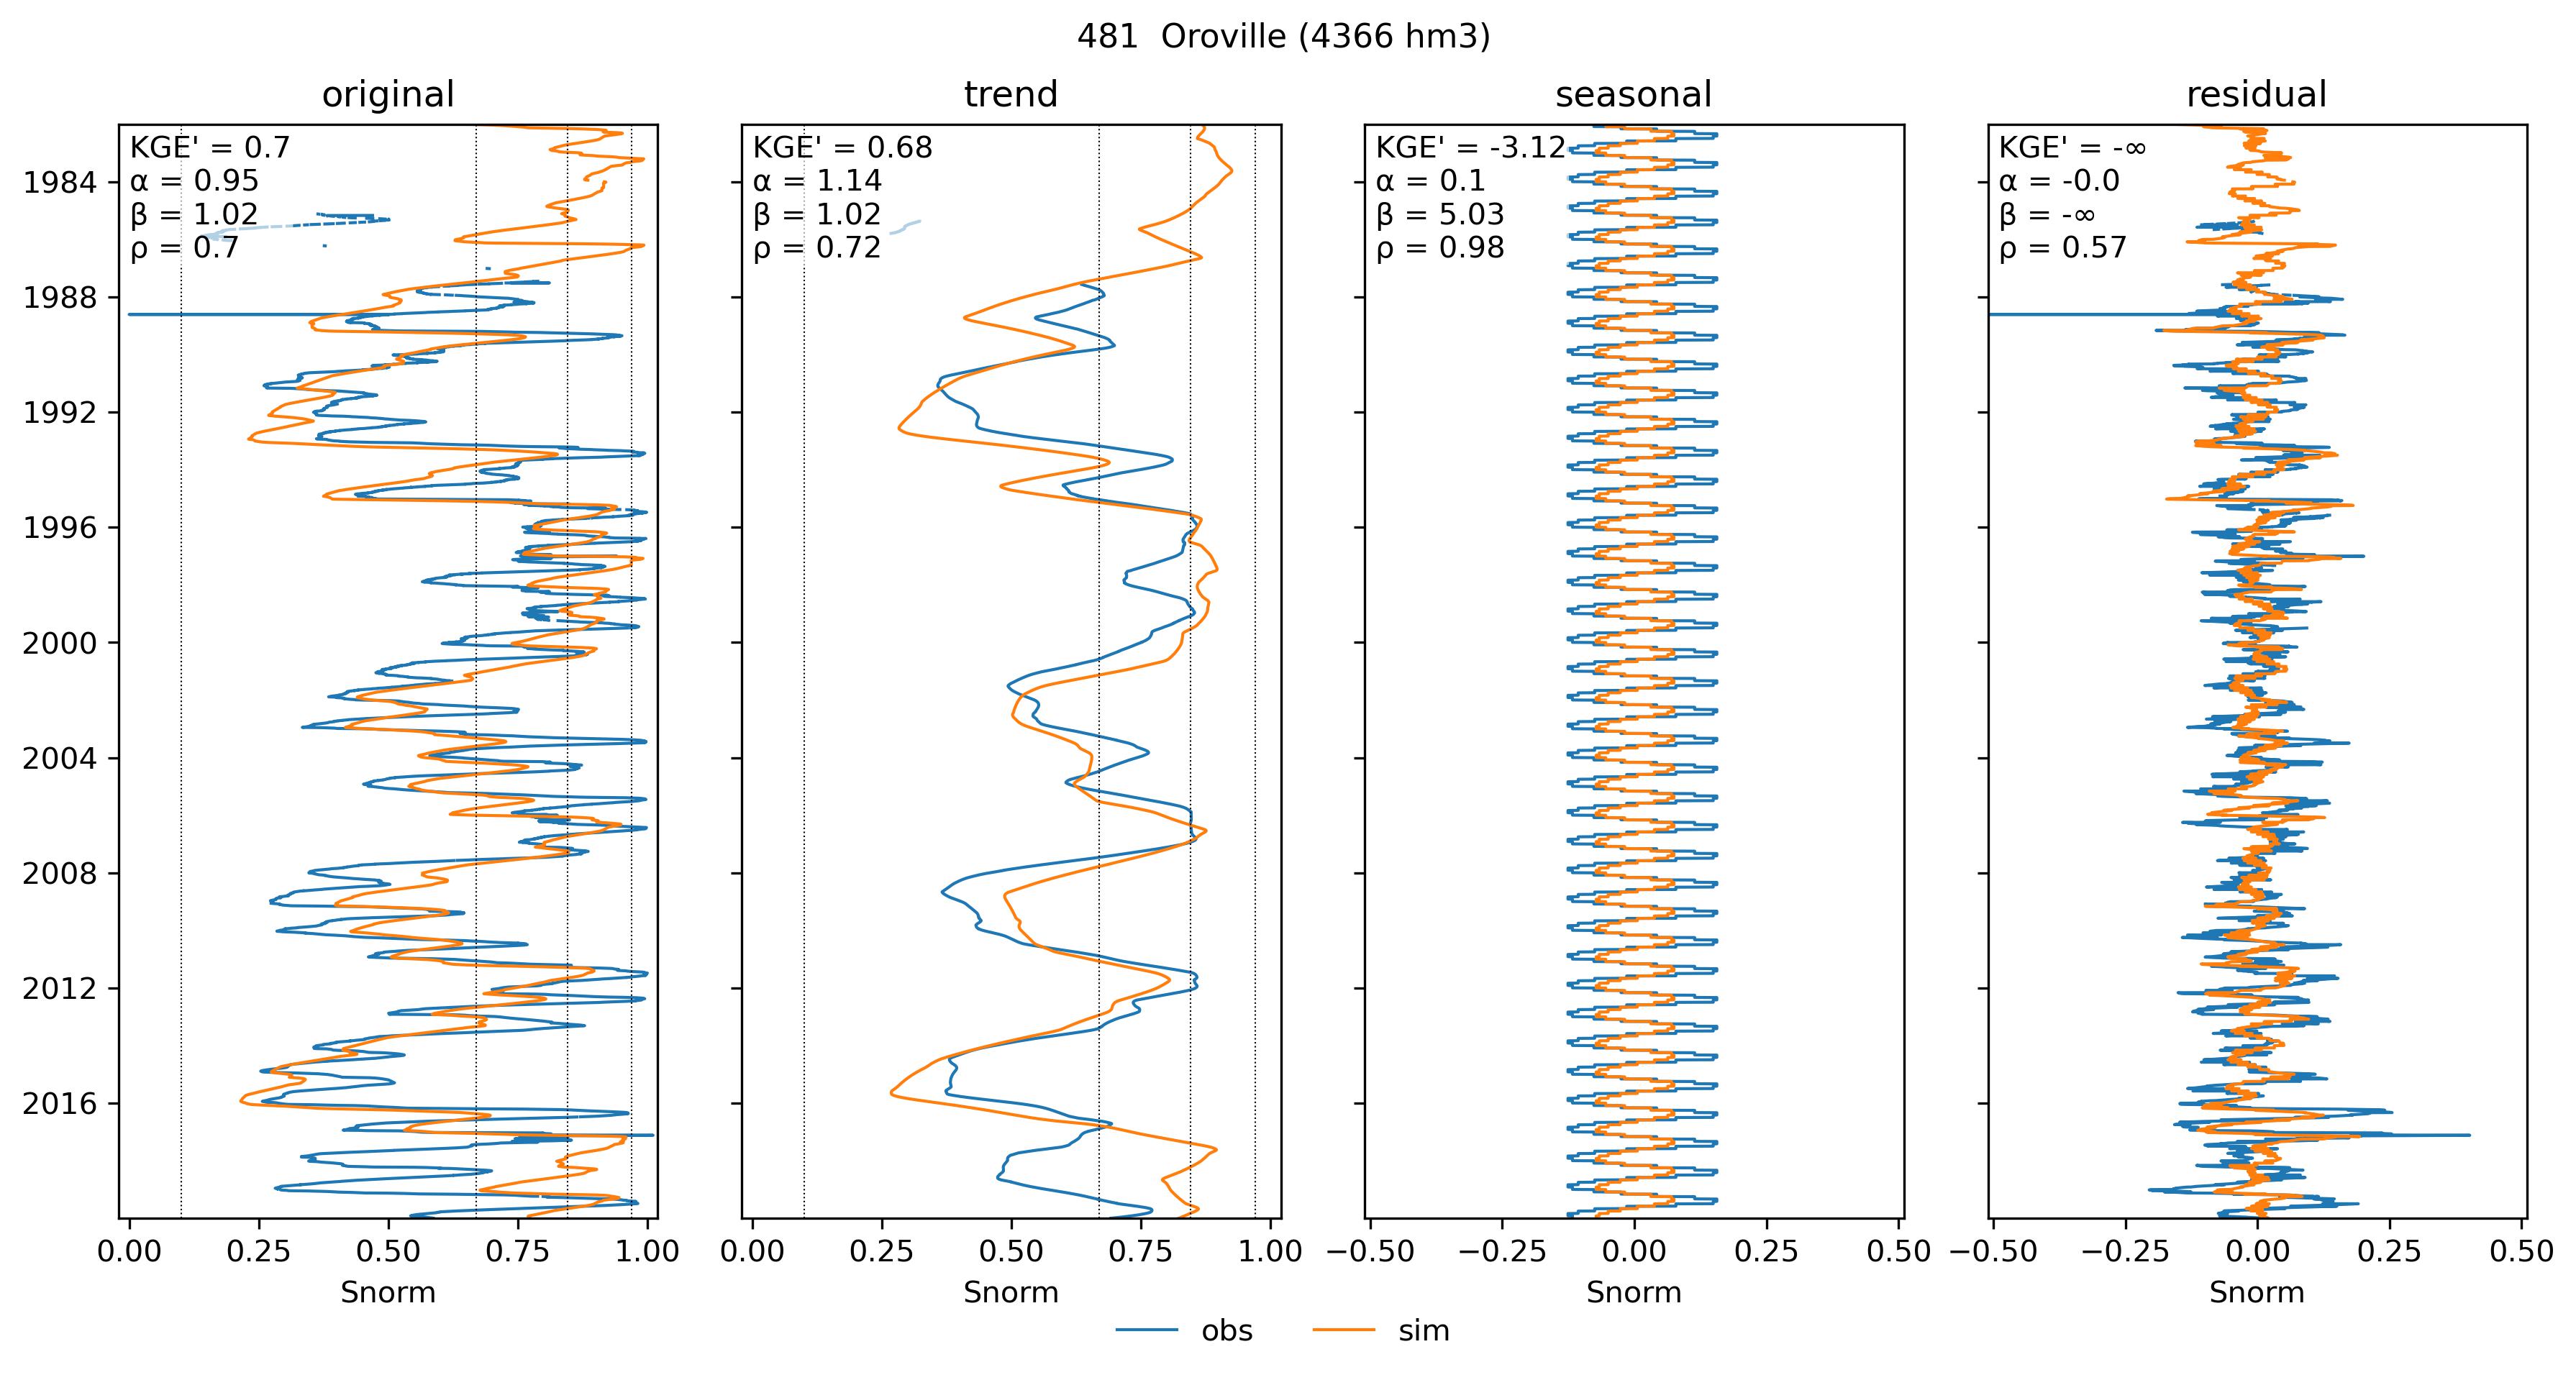 481  Oroville (4366 hm3)
original
trend
seasonal
residual
KGE' = 0.7
α = 0.95
β = 1.02
ρ = 0.7
KGE' = 0.68
α = 1.14
β = 1.02
ρ = 0.72
KGE' = -3.12
α = 0.1
β = 5.03
ρ = 0.98
KGE' = -∞
α = -0.0
β = -∞
ρ = 0.57
1984
1988
1992
1996
2000
2004
2008
2012
2016
0.00 0.25 0.50 0.75 1.00
0.00 0.25 0.50 0.75 1.00
−0.50 −0.25 0.00 0.25 0.50
−0.50 −0.25 0.00 0.25 0.50
Snorm
Snorm
Snorm
Snorm
obs
sim